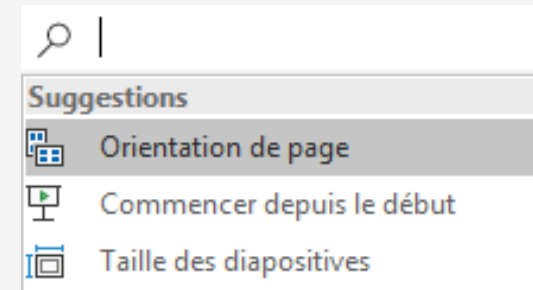 Suggestions
Orientation de page
Commencer depuis le début
Taille des diapositives